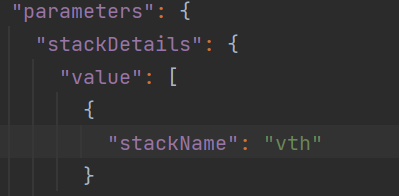 "parameters": {
"stackDetails": {
"value": [
{
"stackName": "vth"
}